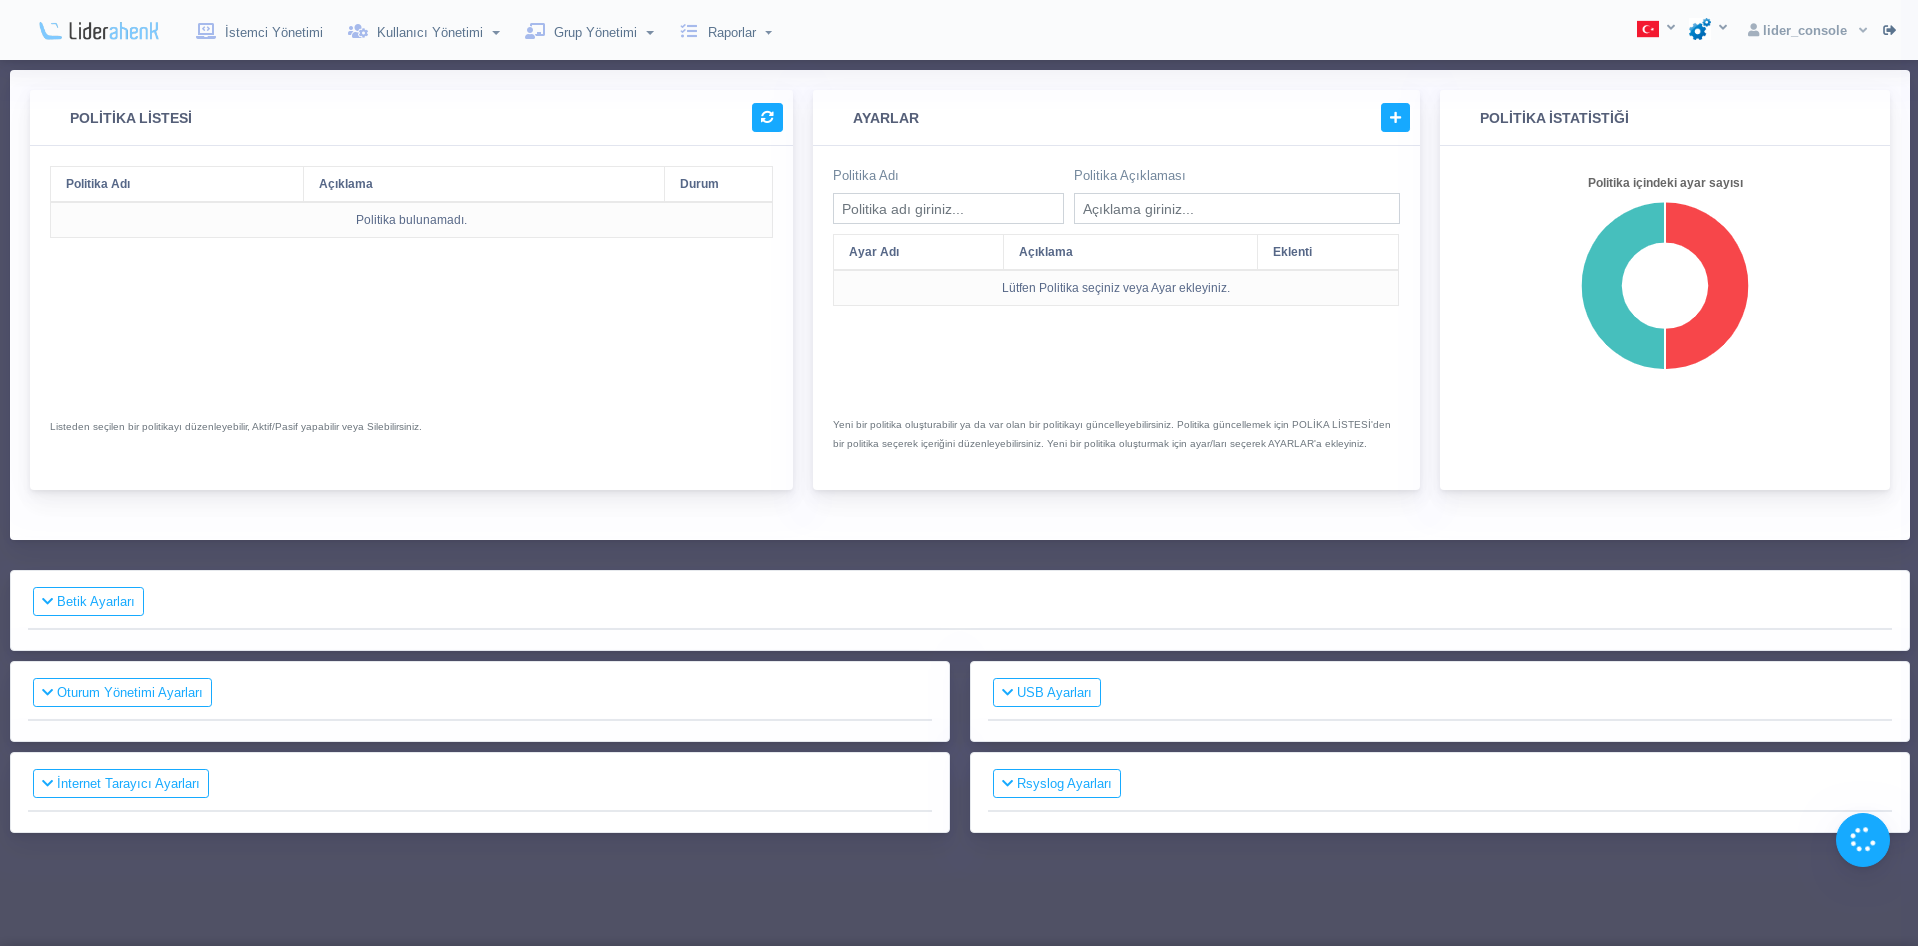 Liderahenk
İstemci Yönetimi
Kullanıcı Yönetimi
Grup Yönetimi
Raporlar
lider_console
POLİTİKA LİSTESİ
Politika Adı
Açıklama
Durum
Politika bulunamadı.
Listeden seçilen bir politikayı düzenleyebilir, Aktif/Pasif yapabilir veya Silebilirsiniz.
AYARLAR
Politika Adı
Politika Açıklaması
Politika adı giriniz...
Açıklama giriniz...
Ayar Adı
Açıklama
Eklenti
Lütfen Politika seçiniz veya Ayar ekleyiniz.
Yeni bir politika oluşturabilir ya da var olan bir politikayı güncelleyebilirsiniz. Politika güncellemek için POLİKA LİSTESİ'den
bir politika seçerek içeriğini düzenleyebilirsiniz. Yeni bir politika oluşturmak için ayar/ları seçerek AYARLAR'a ekleyiniz.
POLİTİKA İSTATİSTİĞİ
Politika içindeki ayar sayısı
Betik Ayarları
Oturum Yönetimi Ayarları
USB Ayarları
İnternet Tarayıcı Ayarları
Rsyslog Ayarları